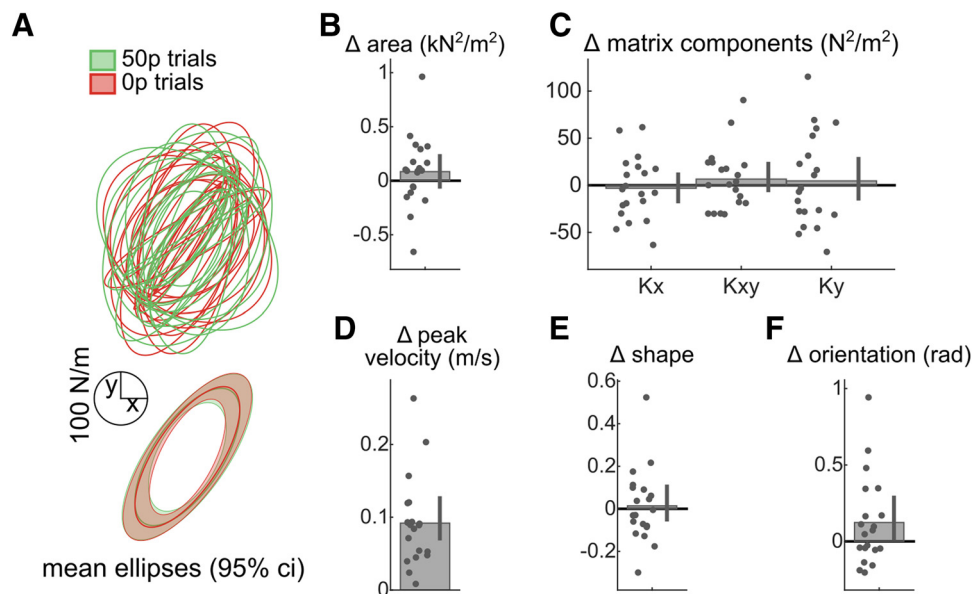 A
50p trials
0p trials
100 N/m
y
x
mean ellipses (95% ci)
B
Δ area (kN²/m²)
1
0.5
0
-0.5
C
Δ matrix components (N²/m²)
100
50
0
-50
Kx
Kxy
Ky
D
Δ peak
velocity (m/s)
0.2
0.1
0
E
Δ shape
0.6
0.4
0.2
0
-0.2
F
Δ orientation (rad)
1
0.5
0